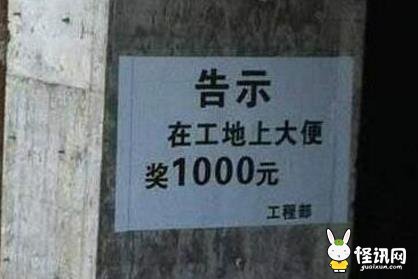 告示
在工地上大便
奖1000元
工程部
怪讯网
guaixun.com